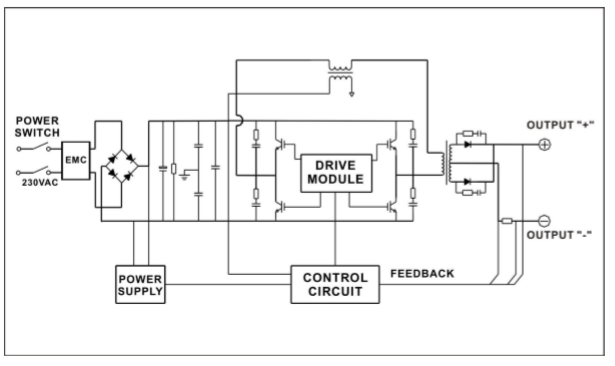 POWER
SWITCH
230VAC
EMC
DRIVE
MODULE
OUTPUT "+"
OUTPUT "-"
POWER
SUPPLY
CONTROL
CIRCUIT
FEEDBACK